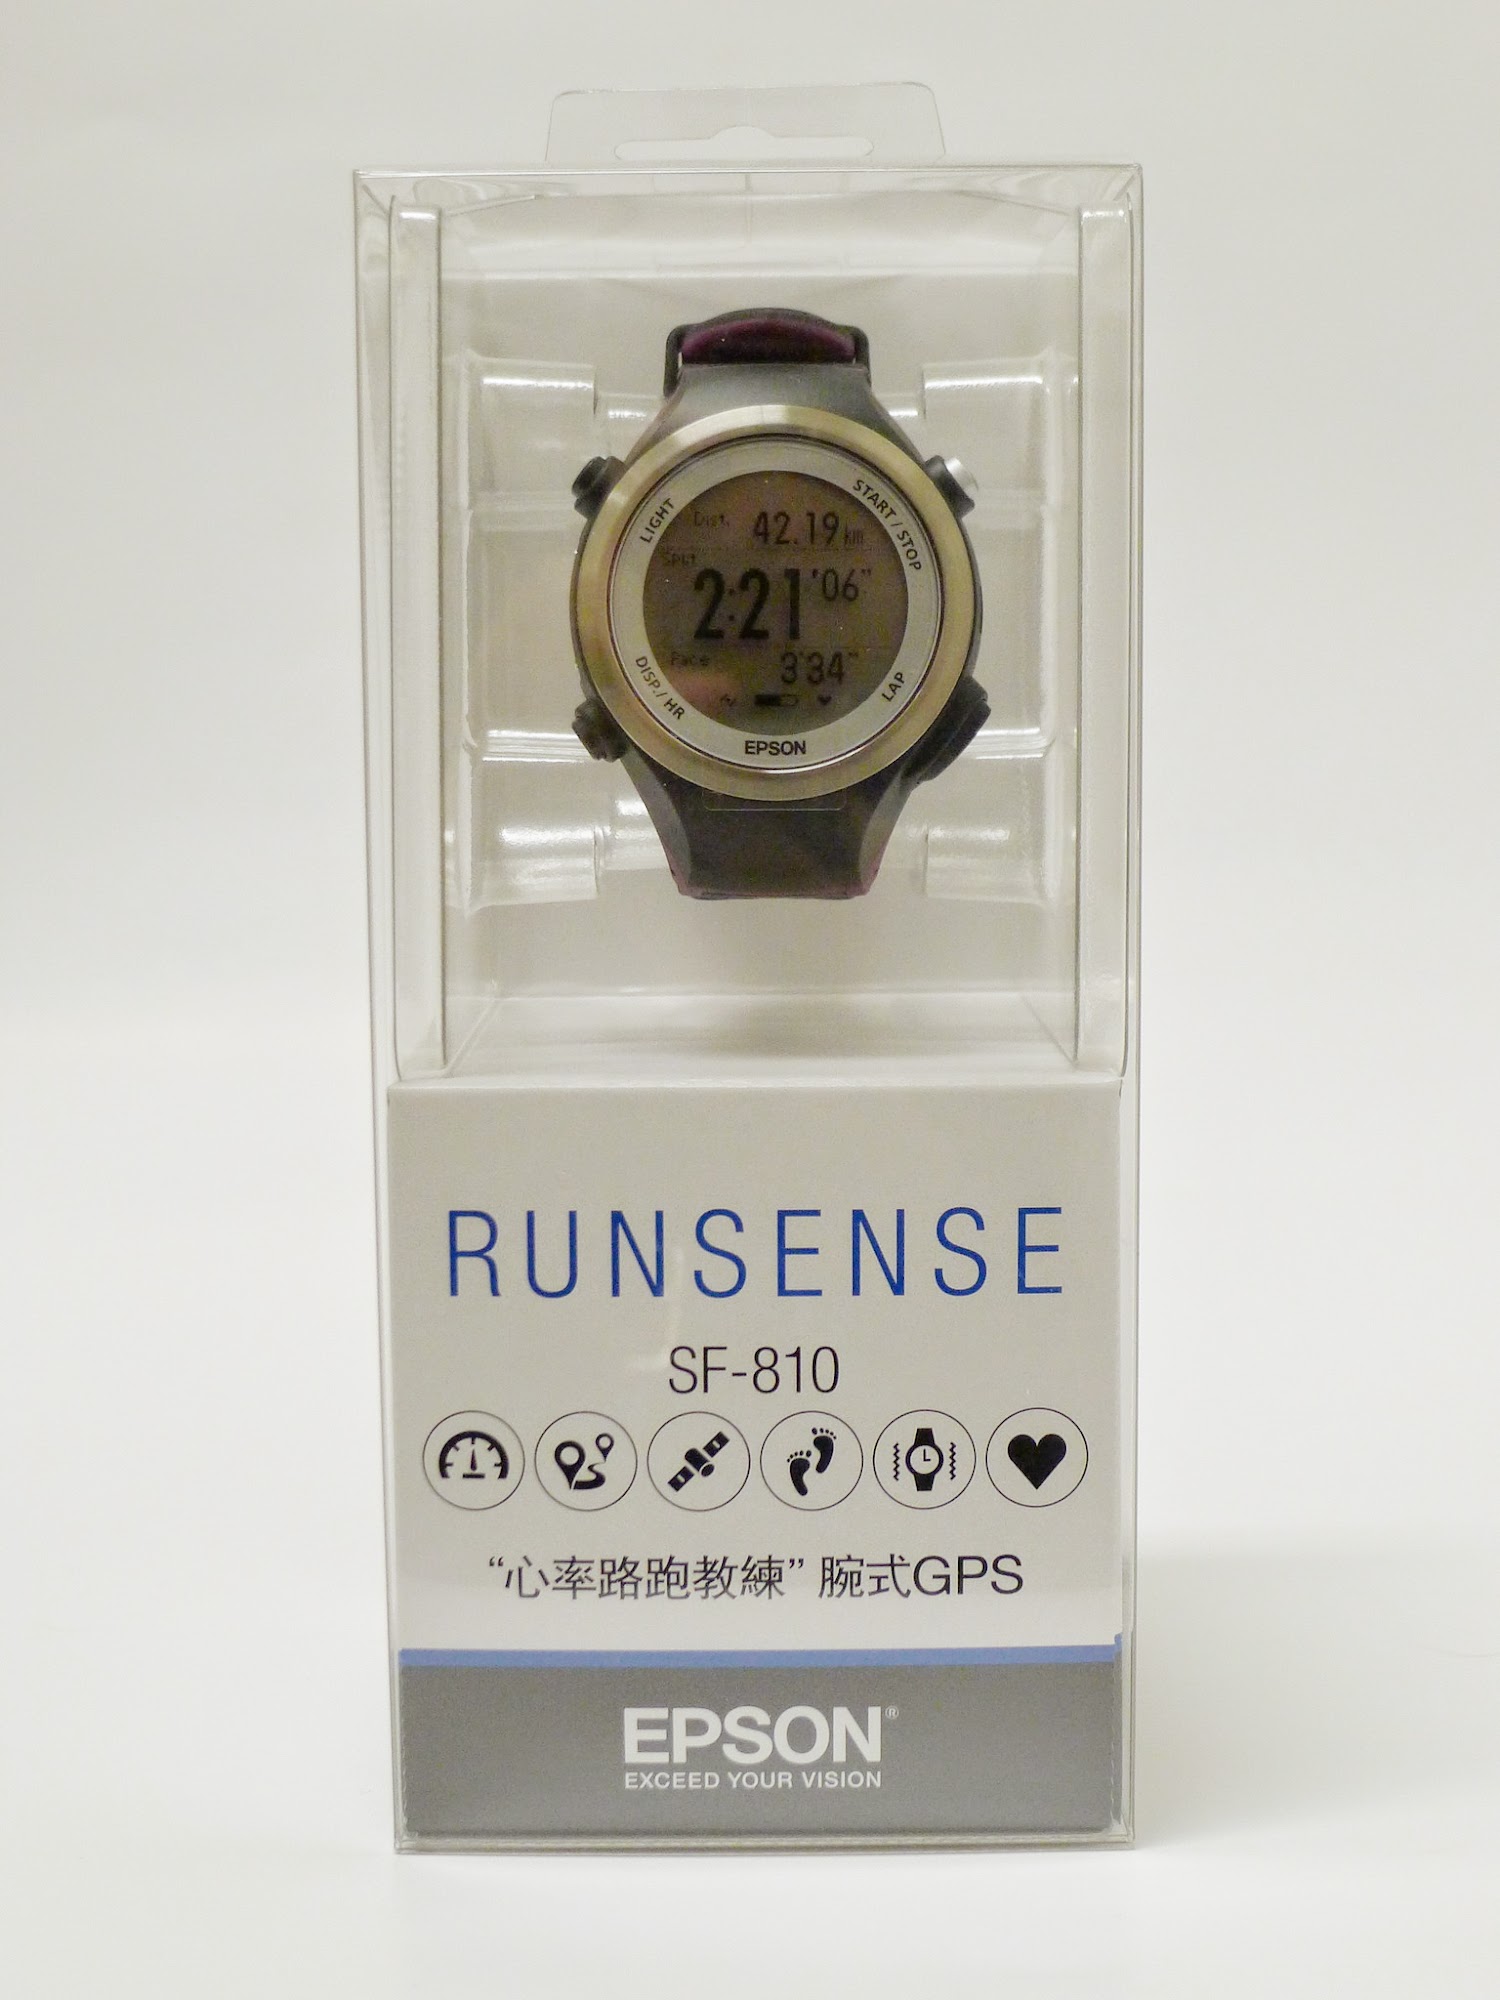 LIGHT
START / STOP
Dist. 42.19 km
Split
2:21'06"
Pace 3'34"
DISP. / HR
LAP
EPSON
RUNSENSE
SF-810
“心率路跑教練” 腕式GPS
EPSON®
EXCEED YOUR VISION